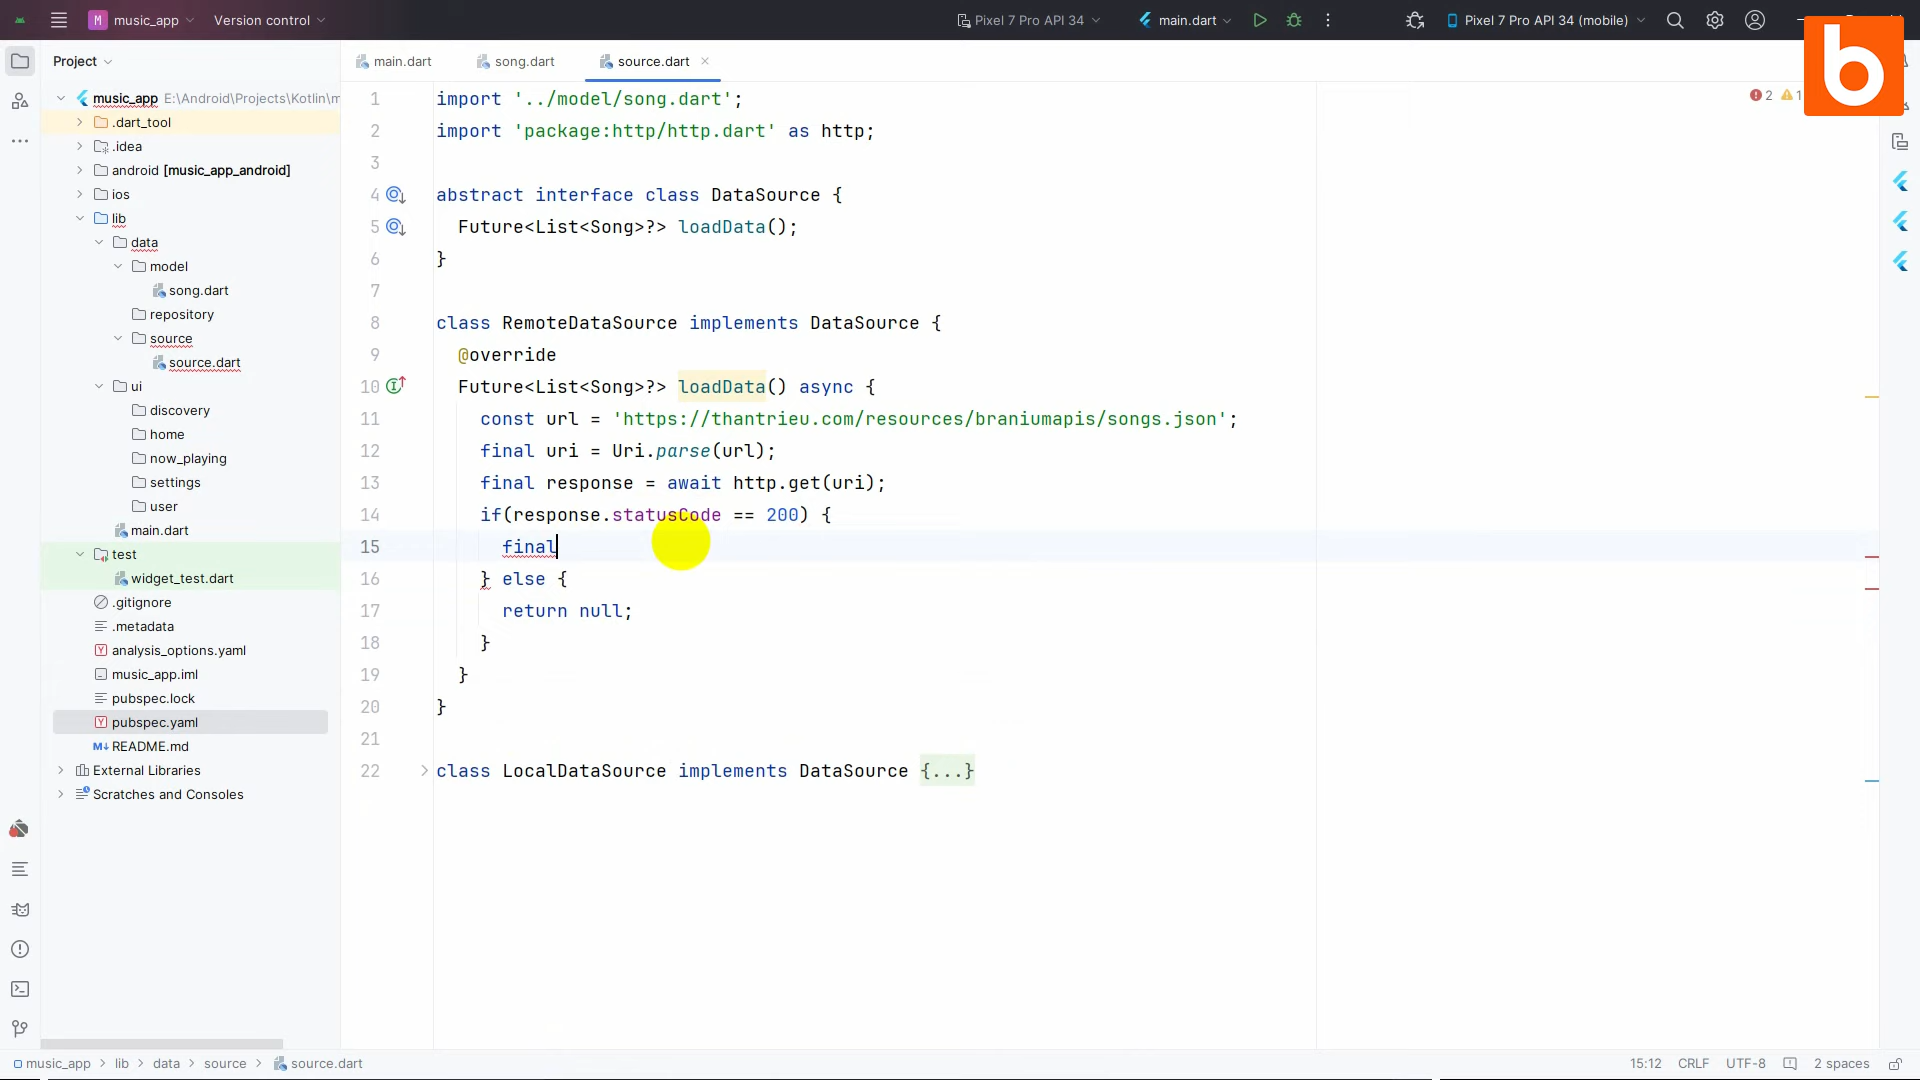 M music_app Version control Pixel 7 Pro API 34 main.dart Pixel 7 Pro API 34 (mobile)
b
Project
main.dart song.dart source.dart
music_app E:\Android\Projects\Kotlin\m
.dart_tool
.idea
android [music_app_android]
ios
lib
data
model
song.dart
repository
source
source.dart
ui
discovery
home
now_playing
settings
user
main.dart
test
widget_test.dart
.gitignore
.metadata
analysis_options.yaml
music_app.iml
pubspec.lock
pubspec.yaml
README.md
External Libraries
Scratches and Consoles
2 1
1 import '../model/song.dart';
2 import 'package:http/http.dart' as http;
3
4 abstract interface class DataSource {
5 Future<List<Song>?> loadData();
6 }
7
8 class RemoteDataSource implements DataSource {
9 @override
10 Future<List<Song>?> loadData() async {
11 const url = 'https://thantrieu.com/resources/braniumapis/songs.json';
12 final uri = Uri.parse(url);
13 final response = await http.get(uri);
14 if(response.statusCode == 200) {
15 final
16 } else {
17 return null;
18 }
19 }
20 }
21
22 class LocalDataSource implements DataSource {...}
music_app > lib > data > source > source.dart
15:12 CRLF UTF-8 2 spaces